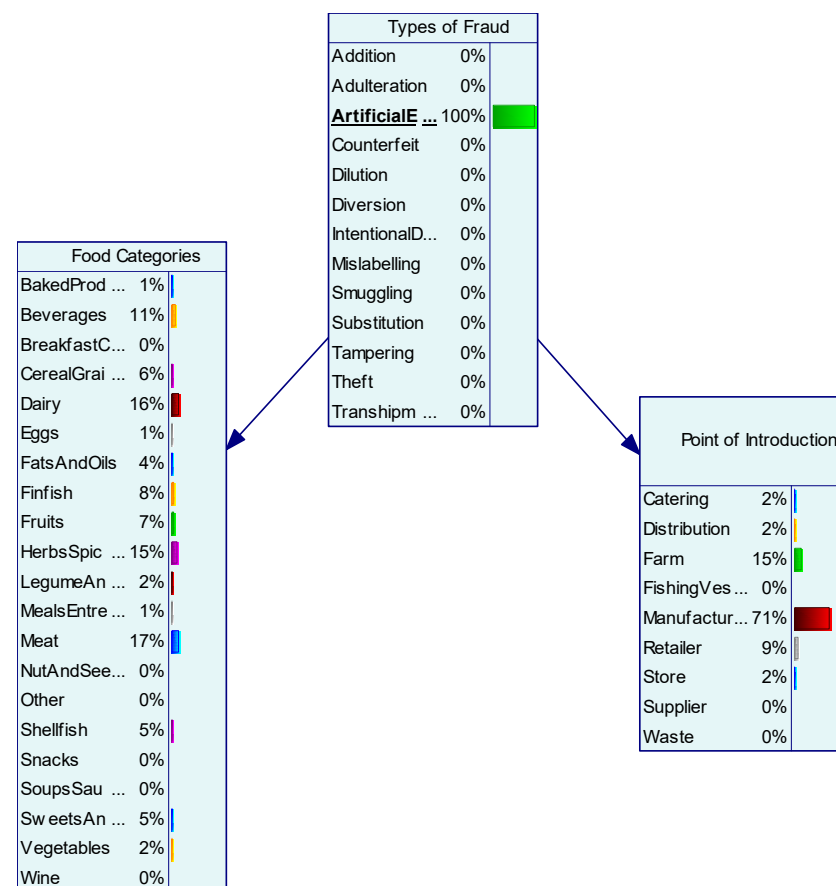 Types of Fraud
Addition 0%
Adulteration 0%
ArtificialE ... 100%
Counterfeit 0%
Dilution 0%
Diversion 0%
IntentionalD... 0%
Mislabelling 0%
Smuggling 0%
Substitution 0%
Tampering 0%
Theft 0%
Transhipm ... 0%
Food Categories
BakedProd ... 1%
Beverages 11%
BreakfastC... 0%
CerealGrai ... 6%
Dairy 16%
Eggs 1%
FatsAndOils 4%
Finfish 8%
Fruits 7%
HerbsSpic ... 15%
LegumeAn ... 2%
MealsEntre ... 1%
Meat 17%
NutAndSee... 0%
Other 0%
Shellfish 5%
Snacks 0%
SoupsSau ... 0%
SweetsAn ... 5%
Vegetables 2%
Wine 0%
Point of Introduction
Catering 2%
Distribution 2%
Farm 15%
FishingVes... 0%
Manufactur... 71%
Retailer 9%
Store 2%
Supplier 0%
Waste 0%